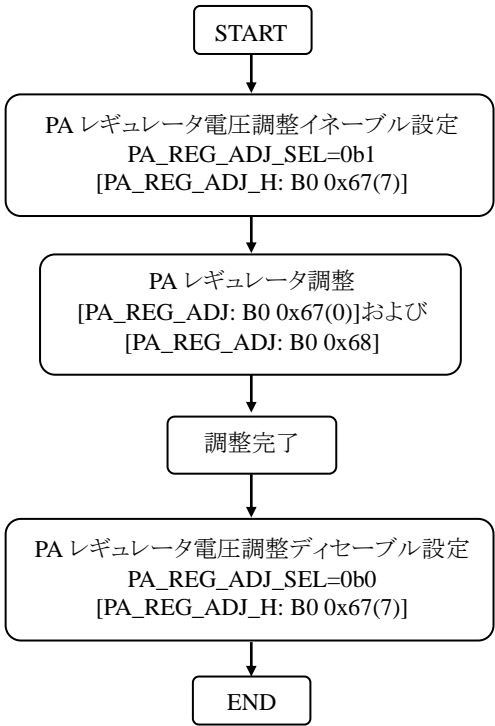 START
PA レギュレータ電圧調整イネーブル設定
PA_REG_ADJ_SEL=0b1
[PA_REG_ADJ_H: B0 0x67(7)]
PA レギュレータ調整
[PA_REG_ADJ: B0 0x67(0)]および
[PA_REG_ADJ: B0 0x68]
調整完了
PA レギュレータ電圧調整ディセーブル設定
PA_REG_ADJ_SEL=0b0
[PA_REG_ADJ_H: B0 0x67(7)]
END